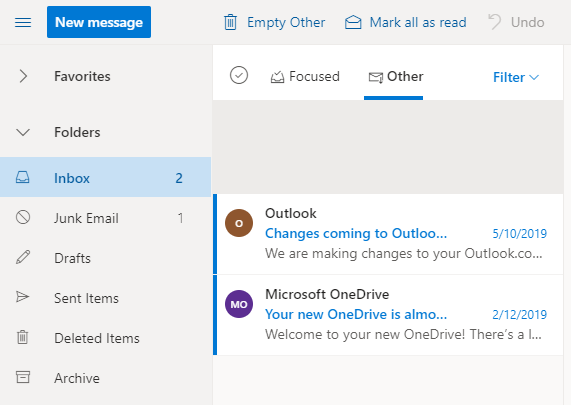 New message
Empty Other
Mark all as read
Undo
Favorites
Folders
Inbox 2
Junk Email 1
Drafts
Sent Items
Deleted Items
Archive
Focused
Other
Filter
O
Outlook
Changes coming to Outloo... 5/10/2019
We are making changes to your Outlook.co...
MO
Microsoft OneDrive
Your new OneDrive is almo... 2/12/2019
Welcome to your new OneDrive! There's a l...